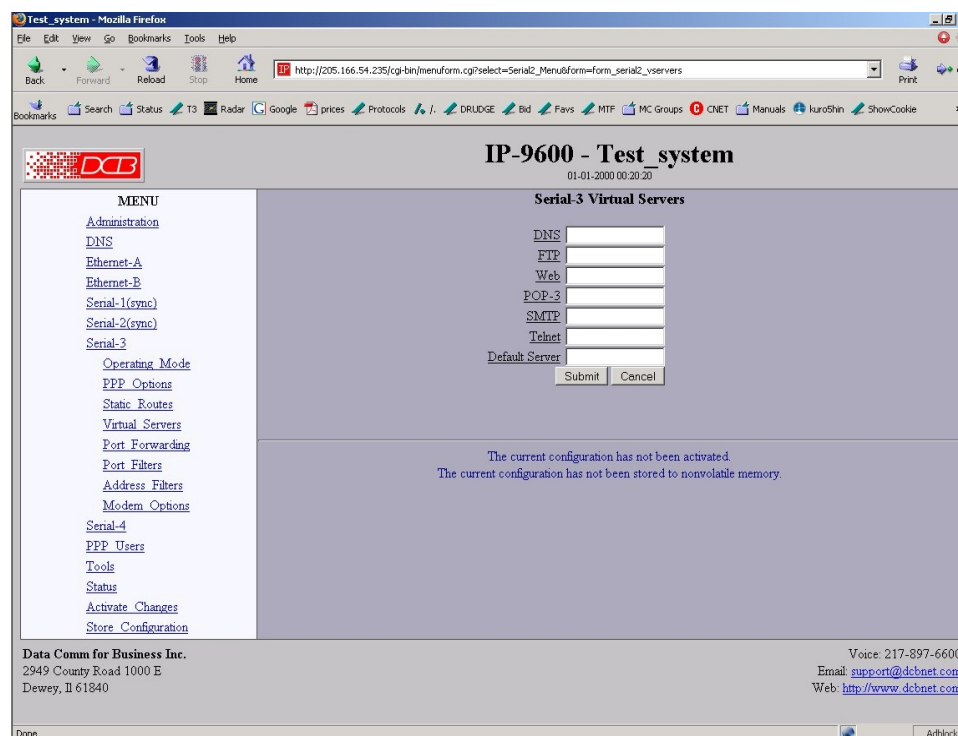 Test_system - Mozilla Firefox
File Edit View Go Bookmarks Tools Help
Back Forward Reload Stop Home
IP http://205.166.54.235/cgi-bin/menuform.cgi?select=Serial2_Menu&form=form_serial2_vservers
Print
Bookmarks Search Status T3 Radar Google prices Protocols /. DRUDGE Bid Favs MTF MC Groups CNET Manuals kuro5hin ShowCookie
DCB
IP-9600 - Test_system
01-01-2000 00:20:20
MENU
Administration
DNS
Ethernet-A
Ethernet-B
Serial-1(sync)
Serial-2(sync)
Serial-3
Operating Mode
PPP Options
Static Routes
Virtual Servers
Port Forwarding
Port Filters
Address Filters
Modem Options
Serial-4
PPP Users
Tools
Status
Activate Changes
Store Configuration
Serial-3 Virtual Servers
DNS
FTP
Web
POP-3
SMTP
Telnet
Default Server
Submit Cancel
The current configuration has not been activated.
The current configuration has not been stored to nonvolatile memory.
Data Comm for Business Inc.
2949 County Road 1000 E
Dewey, Il 61840
Voice: 217-897-6600
Email: support@dcbnet.com
Web: http://www.dcbnet.com
Done
Adblock